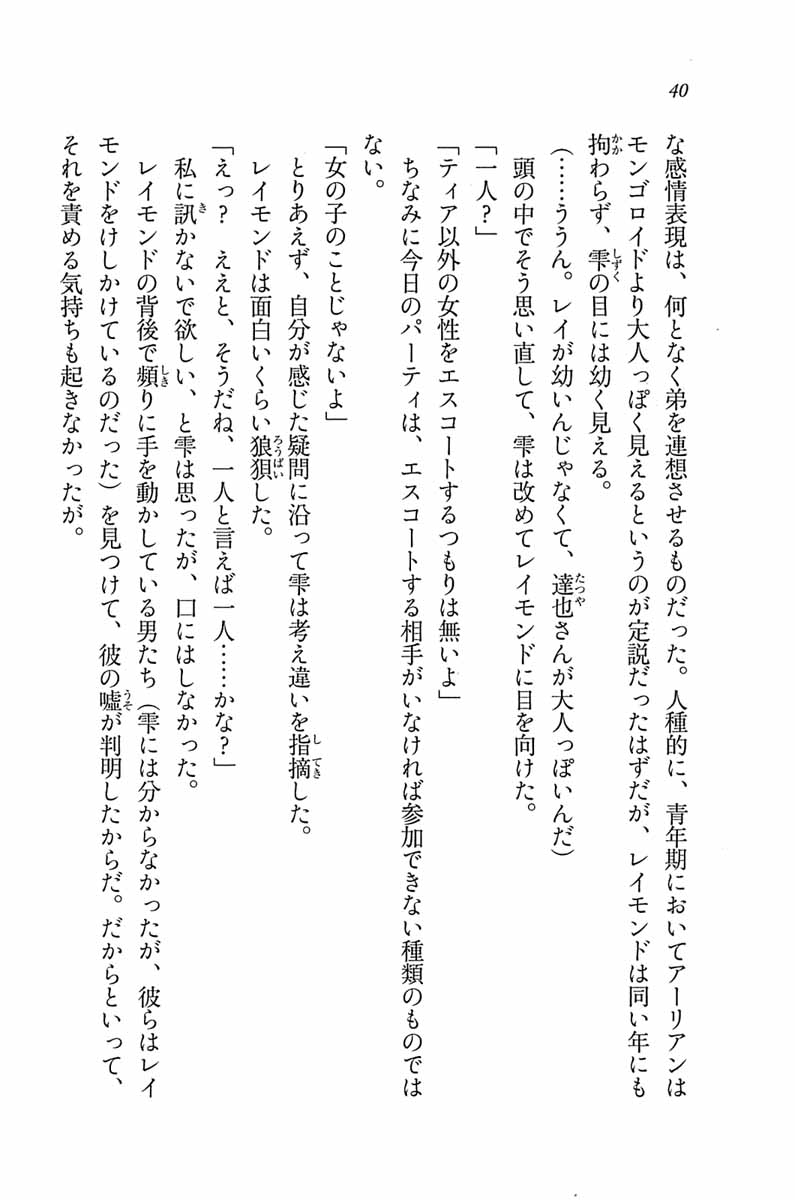 40
な感情表現は、何となく弟を連想させるものだった。人種的に、青年期においてアーリアンは
モンゴロイドより大人っぽく見えるというのが定説だったはずだが、レイモンドは同い年にも
拘わらず、雫の目には幼く見える。
(……ううん。レイが幼いんじゃなくて、達也さんが大人っぽいんだ)
頭の中でそう思い直して、雫は改めてレイモンドに目を向けた。
「一人?」
「ティア以外の女性をエスコートするつもりは無いよ」
ちなみに今日のパーティは、エスコートする相手がいなければ参加できない種類のものでは
ない。
「女の子のことじゃないよ」
とりあえず、自分が感じた疑問に沿って雫は考え違いを指摘した。
レイモンドは面白いくらい狼狽した。
「えっ? ええと、そうだね、一人と言えば一人……かな?」
私に訊かないで欲しい、と雫は思ったが、口にはしなかった。
レイモンドの背後で頻りに手を動かしている男たち(雫には分からなかったが、彼らはレイ
モンドをけしかけているのだった)を見つけて、彼の嘘が判明したからだ。だからといって、
それを責める気持ちも起きなかったが。